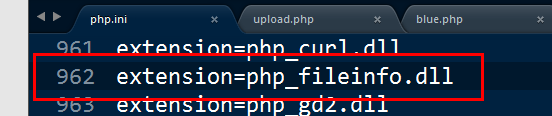 php.ini × upload.php × blue.php ×
961 extension=php_curl.dll
962 extension=php_fileinfo.dll
963 extension=php_gd2.dll